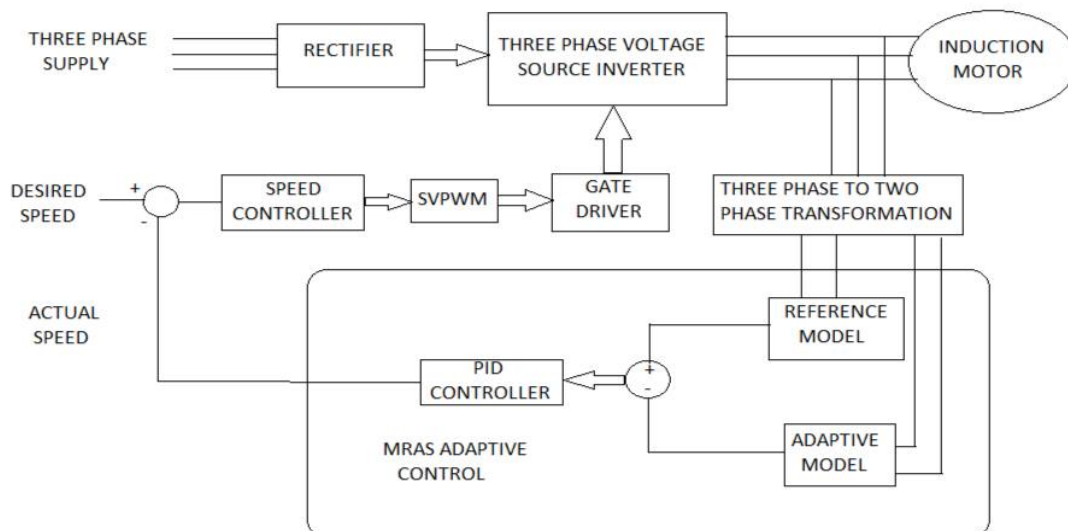 THREE PHASE
SUPPLY
RECTIFIER
THREE PHASE VOLTAGE
SOURCE INVERTER
INDUCTION
MOTOR
DESIRED
SPEED
+
-
SPEED
CONTROLLER
SVPWM
GATE
DRIVER
THREE PHASE TO TWO
PHASE TRANSFORMATION
ACTUAL
SPEED
REFERENCE
MODEL
PID
CONTROLLER
+
-
ADAPTIVE
MODEL
MRAS ADAPTIVE
CONTROL